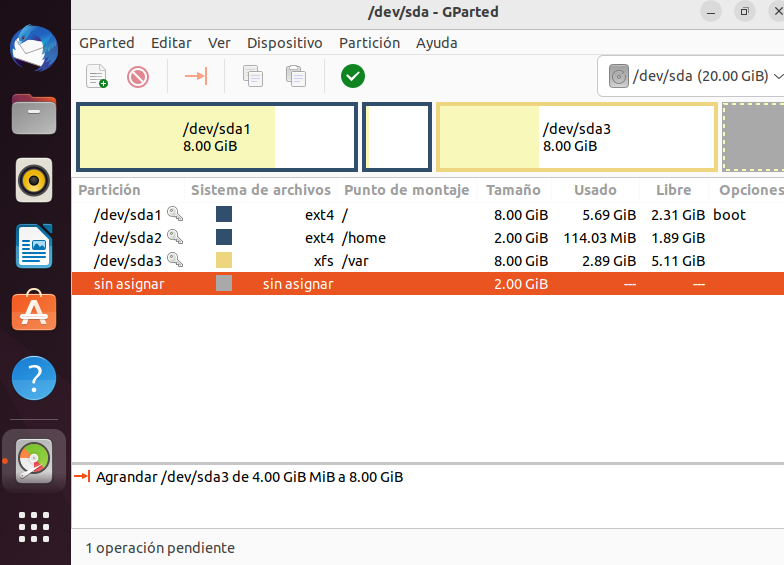 /dev/sda - GParted
GParted Editar Ver Dispositivo Partición Ayuda
/dev/sda (20.00 GiB)
/dev/sda1
8.00 GiB
/dev/sda3
8.00 GiB
Partición Sistema de archivos Punto de montaje Tamaño Usado Libre Opciones
/dev/sda1 ext4 / 8.00 GiB 5.69 GiB 2.31 GiB boot
/dev/sda2 ext4 /home 2.00 GiB 114.03 MiB 1.89 GiB
/dev/sda3 xfs /var 8.00 GiB 2.89 GiB 5.11 GiB
sin asignar sin asignar 2.00 GiB --- ---
Agrandar /dev/sda3 de 4.00 GiB MiB a 8.00 GiB
1 operación pendiente